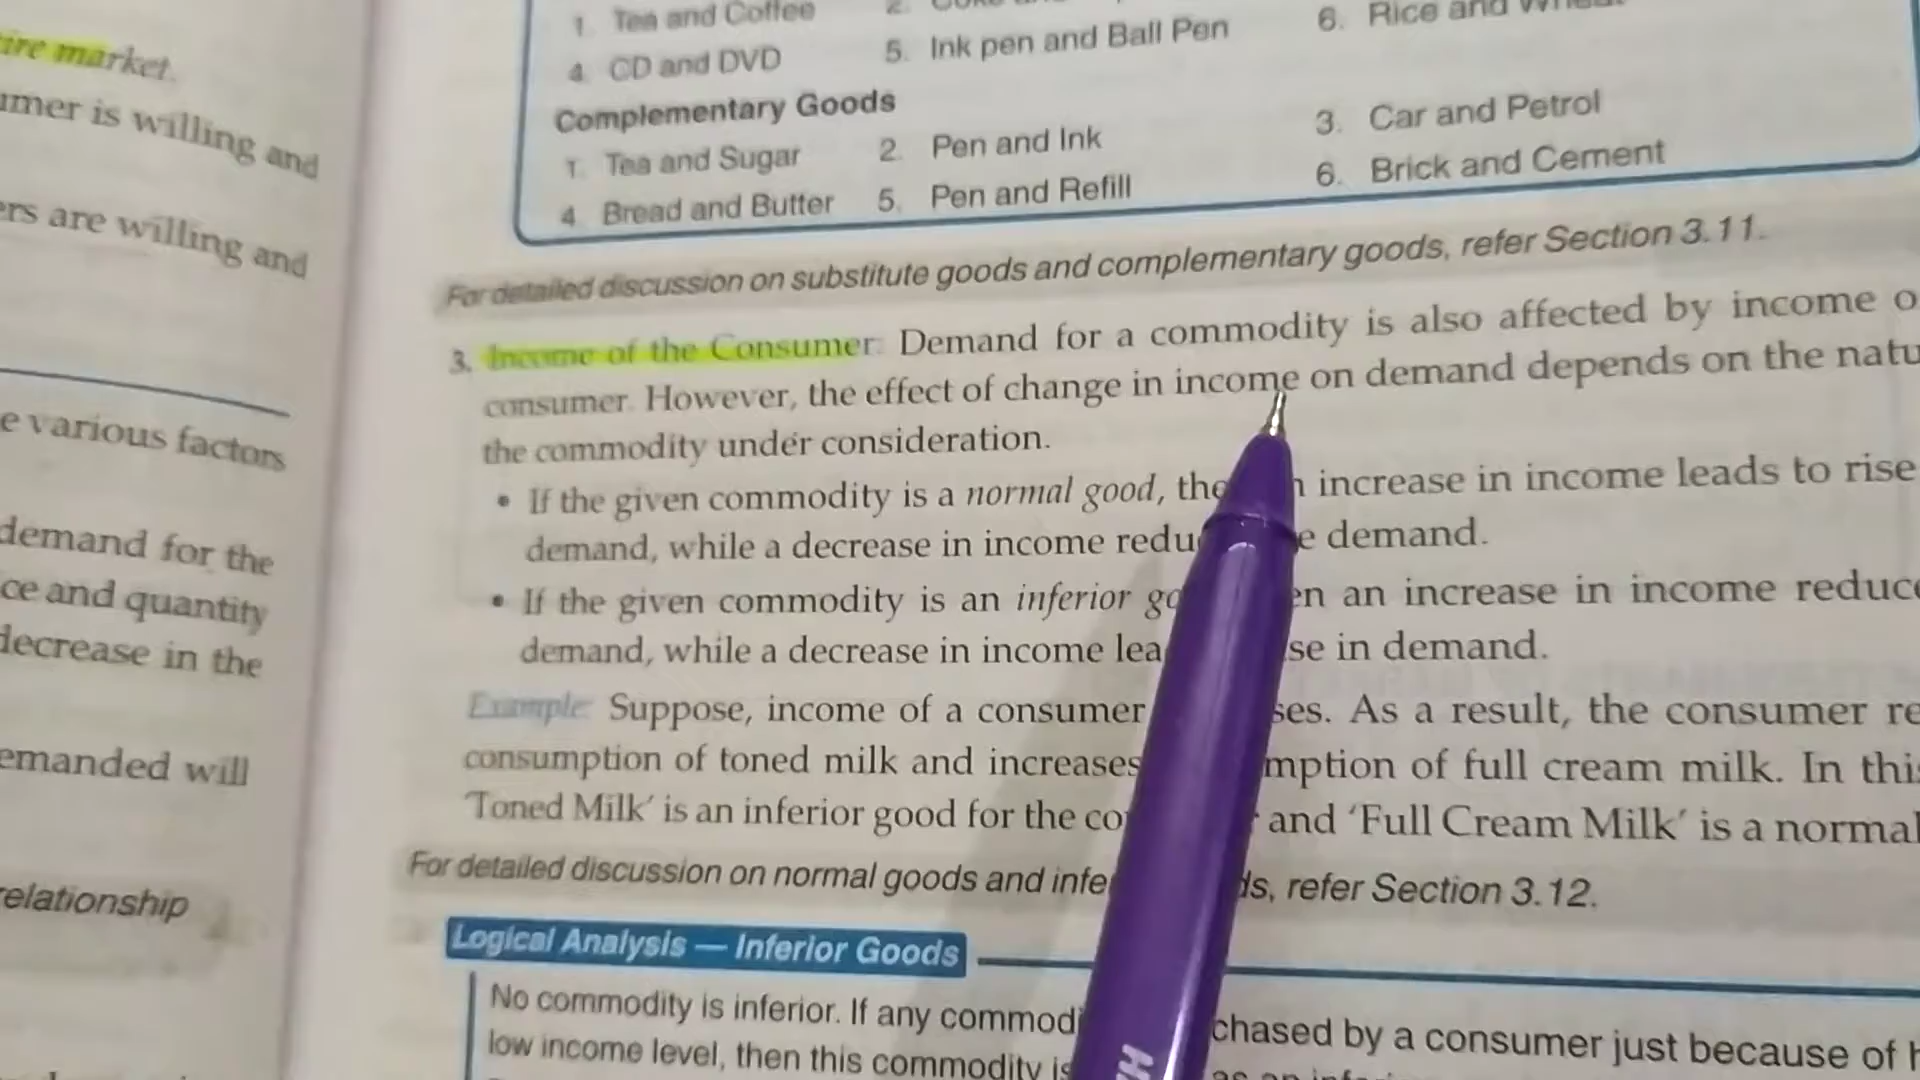 ire market.
umer is willing and
ers are willing and
e various factors
demand for the
ce and quantity
decrease in the
emanded will
relationship
1. Tea and Coffee 2.
6. Rice and Wheat
4. CD and DVD 5. Ink pen and Ball Pen
Complementary Goods
1. Tea and Sugar 2. Pen and Ink 3. Car and Petrol
4. Bread and Butter 5. Pen and Refill 6. Brick and Cement
For detailed discussion on substitute goods and complementary goods, refer Section 3.11.
3. Income of the Consumer: Demand for a commodity is also affected by income o
consumer. However, the effect of change in income on demand depends on the natu
the commodity under consideration.
• If the given commodity is a normal good, the n increase in income leads to rise
demand, while a decrease in income redu e demand.
• If the given commodity is an inferior go en an increase in income reduce
demand, while a decrease in income lea se in demand.
Example: Suppose, income of a consumer ses. As a result, the consumer re
consumption of toned milk and increases mption of full cream milk. In this
'Toned Milk' is an inferior good for the co r and 'Full Cream Milk' is a normal
For detailed discussion on normal goods and infe ds, refer Section 3.12.
Logical Analysis — Inferior Goods
No commodity is inferior. If any commodi chased by a consumer just because of h
low income level, then this commodity is